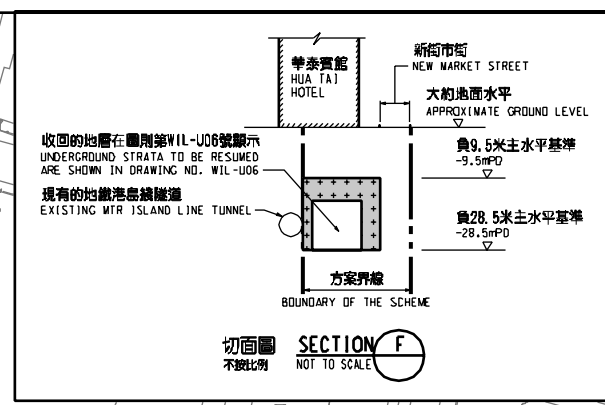 華泰賓館
HUA TAI
HOTEL
新街市街
NEW MARKET STREET
大約地面水平
APPROXIMATE GROUND LEVEL
收回的地層在圖則第WIL-U06號顯示
UNDERGROUND STRATA TO BE RESUMED
ARE SHOWN IN DRAWING NO. WIL-U06
負9.5米主水平基準
-9.5mPD
現有的地鐵港島綫隧道
EXISTING MTR ISLAND LINE TUNNEL
負28.5米主水平基準
-28.5mPD
方案界線
BOUNDARY OF THE SCHEME
切面圖 SECTION F
不按比例 NOT TO SCALE